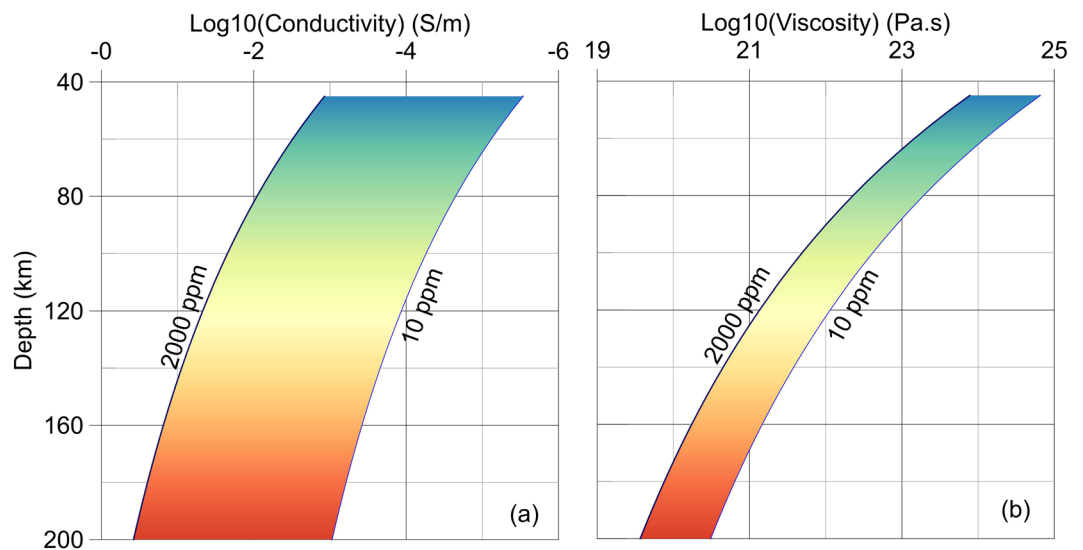 Log10(Conductivity) (S/m)
-0 -2 -4 -6
Log10(Viscosity) (Pa.s)
19 21 23 25
Depth (km)
40
80
120
160
200
2000 ppm
10 ppm
(a)
2000 ppm
10 ppm
(b)